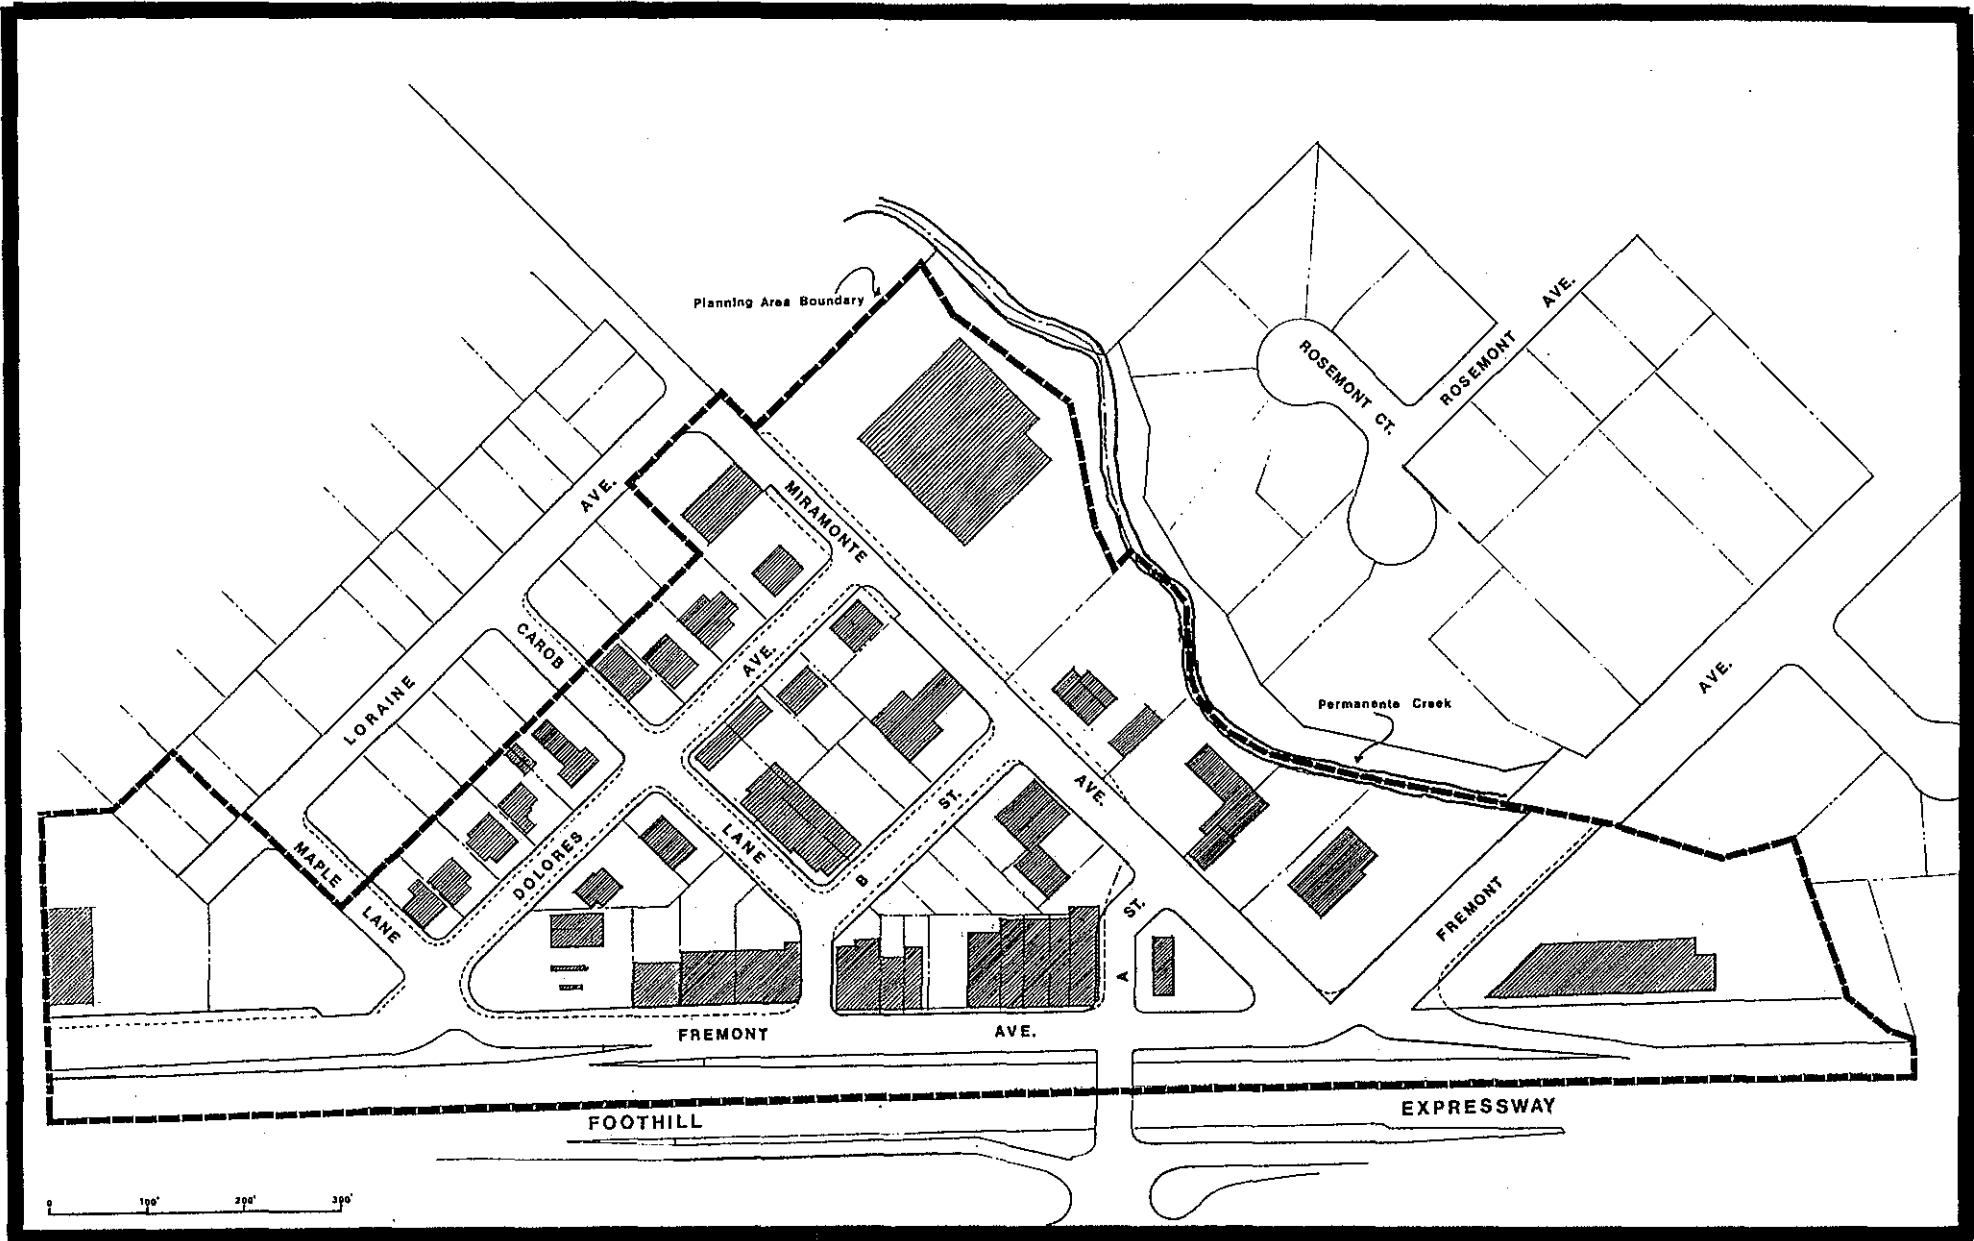 AVE.
ROSEMONT
Planning Area Boundary
ROSEMONT CT.
AVE.
MIRAMONTE
CAROB
AVE.
LORAINE
AVE.
Permanente Creek
AVE.
ST.
LANE
MAPLE
DOLORES
B
LANE
ST.
FREMONT
A
FREMONT
AVE.
FOOTHILL
EXPRESSWAY
0
100'
200'
300'